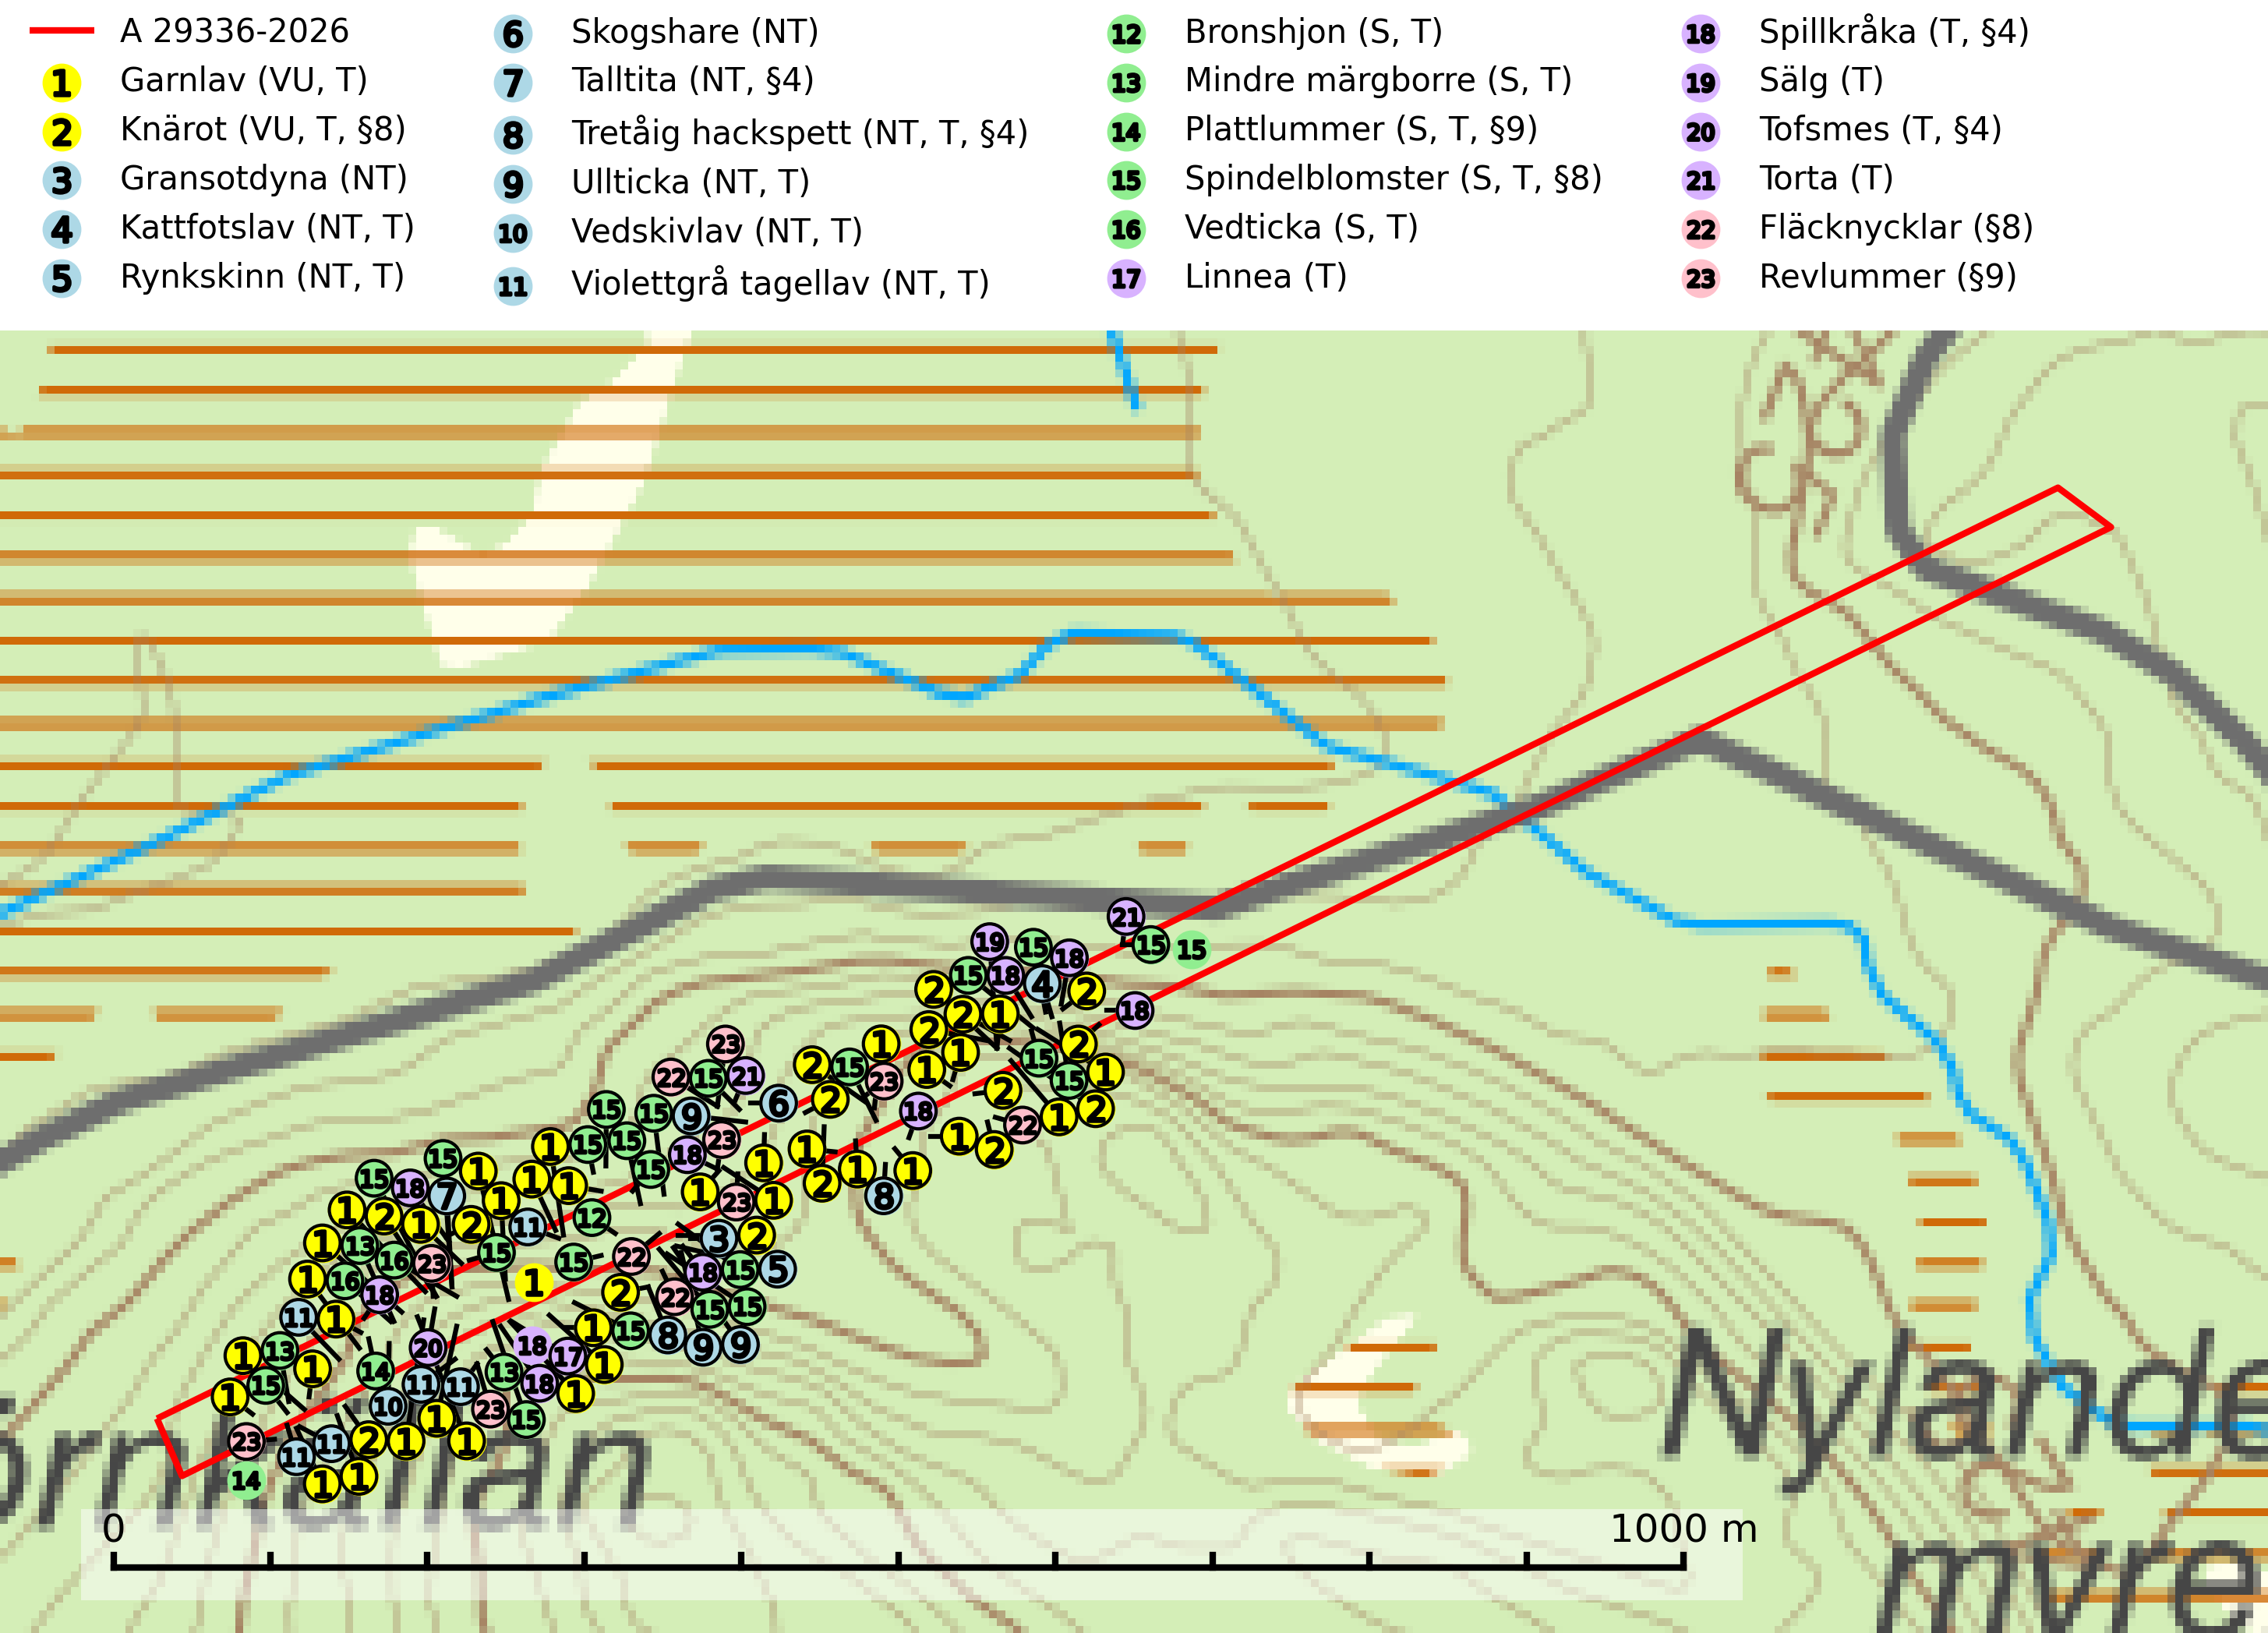 A 29336-2026
1 Garnlav (VU, T)
2 Knärot (VU, T, §8)
3 Gransotdyna (NT)
4 Kattfotslav (NT, T)
5 Rynkskinn (NT, T)
6 Skogshare (NT)
7 Talltita (NT, §4)
8 Tretåig hackspett (NT, T, §4)
9 Ullticka (NT, T)
10 Vedskivlav (NT, T)
11 Violettgrå tagellav (NT, T)
12 Bronshjon (S, T)
13 Mindre märgborre (S, T)
14 Plattlummer (S, T, §9)
15 Spindelblomster (S, T, §8)
16 Vedticka (S, T)
17 Linnea (T)
18 Spillkråka (T, §4)
19 Sälg (T)
20 Tofsmes (T, §4)
21 Torta (T)
22 Fläcknycklar (§8)
23 Revlummer (§9)
Nylande
myre
0 1000 m